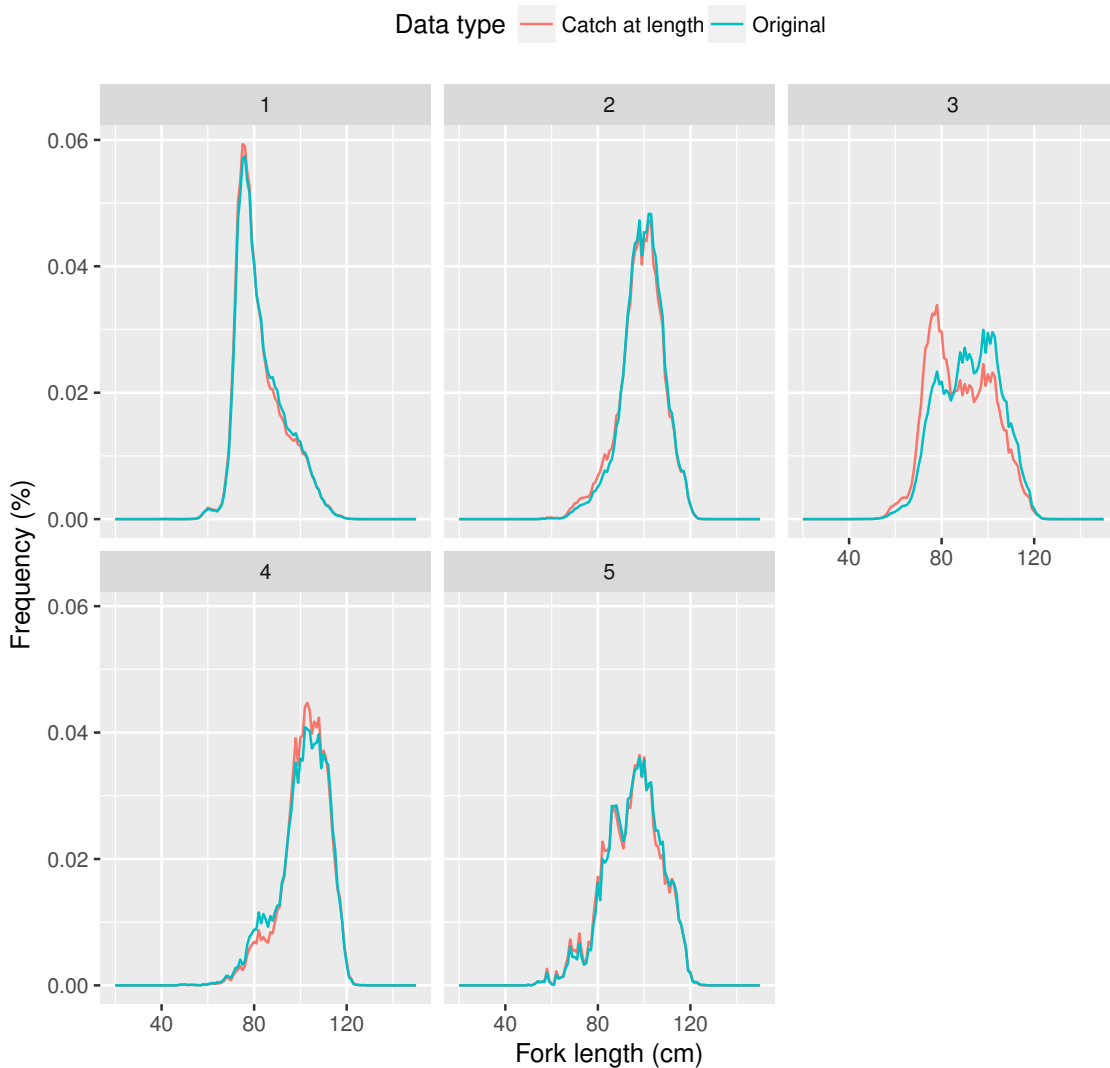 Data type Catch at length Original
1 2 3
0.06
0.04
0.02
0.00
40 80 120
4 5
0.06
0.04
0.02
0.00
40 80 120 40 80 120
Fork length (cm)
Frequency (%)